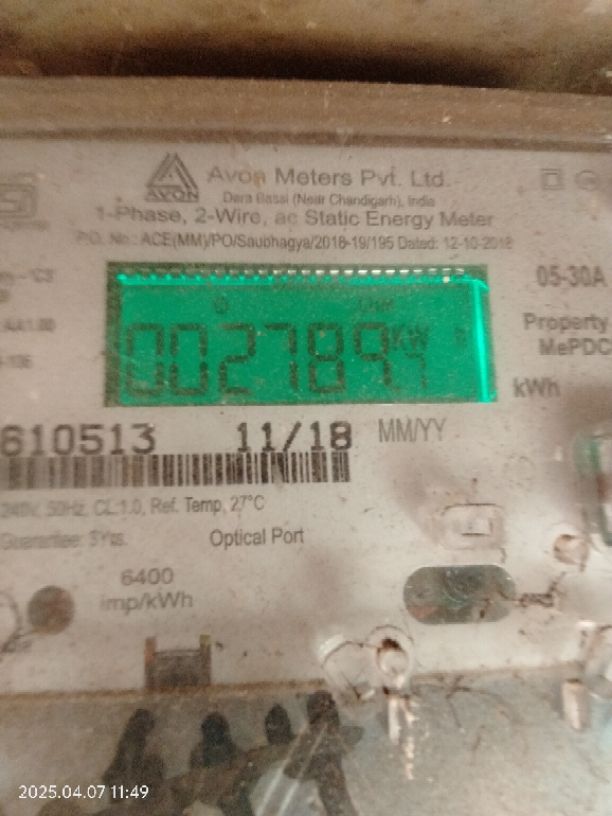 AVON
Avon Meters Pvt. Ltd.
Dera Bassi (Near Chandigarh), India
1-Phase, 2-Wire, ac Static Energy Meter
P.O. No.: ACE(MM)/PO/Saubhagya/2018-19/195 Dated: 12-10-2018
05-30A
KW
Property
MePDC
kWh
610513 11/18 MM/YY
240V, 50Hz, CL:1.0, Ref. Temp. 27°C
Guarantee: 5Yrs. Optical Port
6400
imp/kWh
2025.04.07 11:49